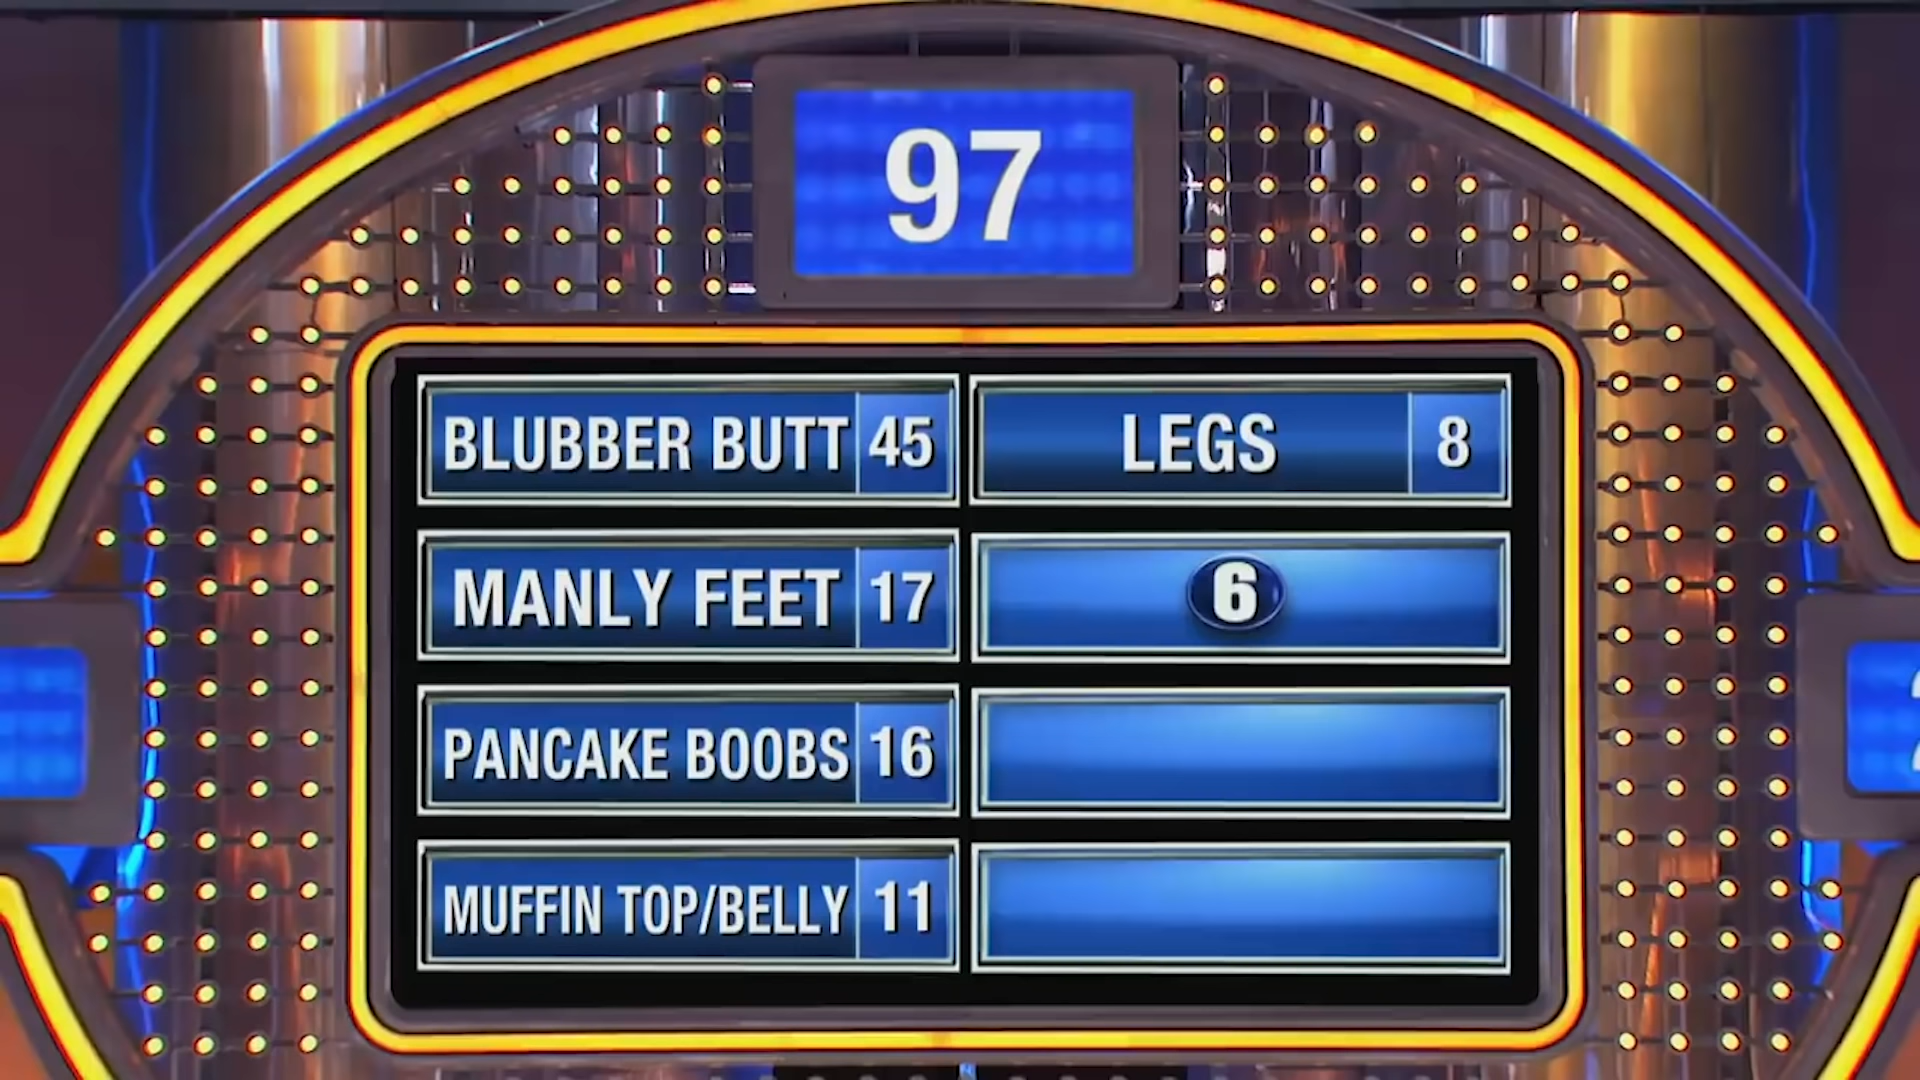 97
BLUBBER BUTT 45
LEGS 8
MANLY FEET 17
6
PANCAKE BOOBS 16
MUFFIN TOP/BELLY 11